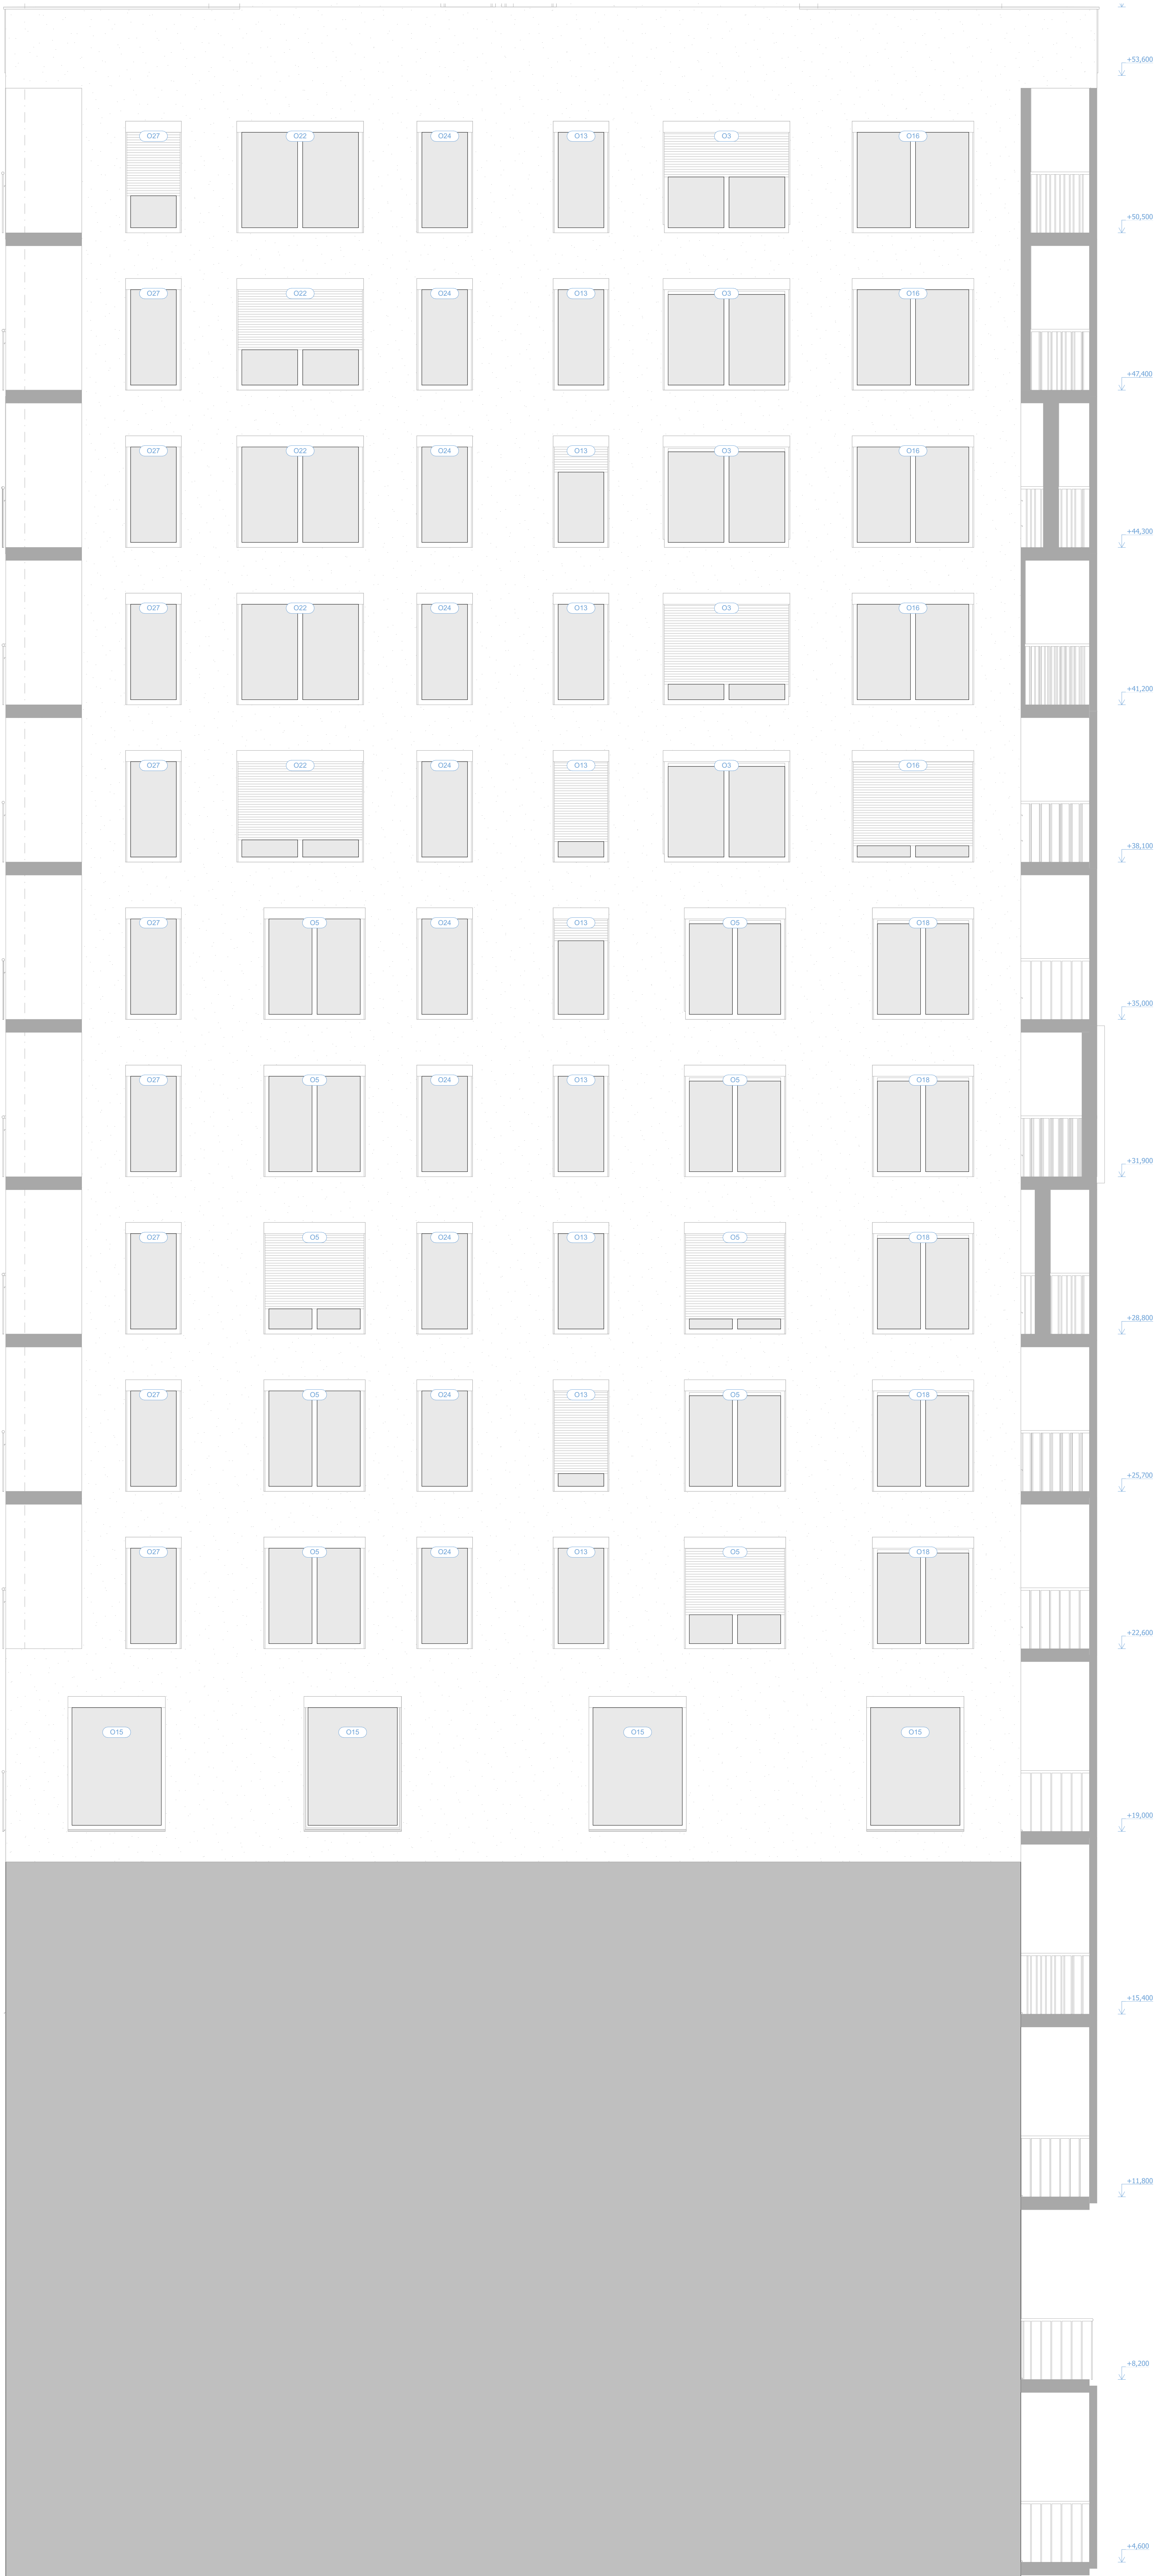 +53,600
O27 O22 O24 O13 O3 O16
+50,500
O27 O22 O24 O13 O3 O16
+47,400
O27 O22 O24 O13 O3 O16
+44,300
O27 O22 O24 O13 O3 O16
+41,200
O27 O22 O24 O13 O3 O16
+38,100
O27 O5 O24 O13 O5 O18
+35,000
O27 O5 O24 O13 O5 O18
+31,900
O27 O5 O24 O13 O5 O18
+28,800
O27 O5 O24 O13 O5 O18
+25,700
O27 O5 O24 O13 O5 O18
+22,600
O15 O15 O15 O15
+19,000
+15,400
+11,800
+8,200
+4,600